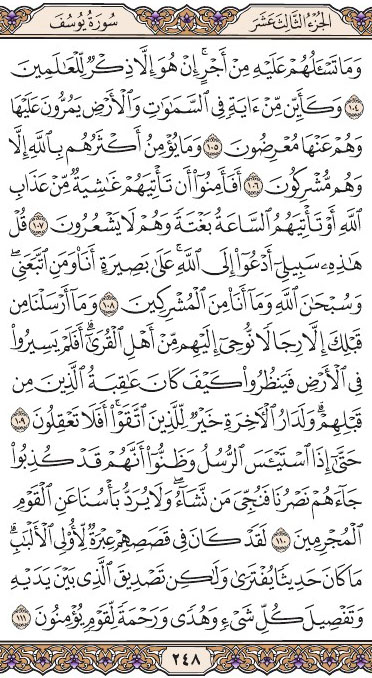 الجزء الثالث عشر سورة يوسف
وَمَا تَسْـَٔلُهُمْ عَلَيْهِ مِنْ أَجْرٍ ۚ إِنْ هُوَ إِلَّا ذِكْرٌ لِّلْعَـٰلَمِينَ
١٠٤ وَكَأَيِّن مِّنْ ءَايَةٍ فِى ٱلسَّمَـٰوَٰتِ وَٱلْأَرْضِ يَمُرُّونَ عَلَيْهَا
وَهُمْ عَنْهَا مُعْرِضُونَ ١٠٥ وَمَا يُؤْمِنُ أَكْثَرُهُم بِٱللَّهِ إِلَّا
وَهُم مُّشْرِكُونَ ١٠٦ أَفَأَمِنُوٓا۟ أَن تَأْتِيَهُمْ غَـٰشِيَةٌ مِّنْ عَذَابِ
ٱللَّهِ أَوْ تَأْتِيَهُمُ ٱلسَّاعَةُ بَغْتَةً وَهُمْ لَا يَشْعُرُونَ ١٠٧ قُلْ
هَـٰذِهِۦ سَبِيلِىٓ أَدْعُوٓا۟ إِلَى ٱللَّهِ ۚ عَلَىٰ بَصِيرَةٍ أَنَا۠ وَمَنِ ٱتَّبَعَنِى ۖ
وَسُبْحَـٰنَ ٱللَّهِ وَمَآ أَنَا۠ مِنَ ٱلْمُشْرِكِينَ ١٠٨ وَمَآ أَرْسَلْنَا مِن
قَبْلِكَ إِلَّا رِجَالًا نُّوحِىٓ إِلَيْهِم مِّنْ أَهْلِ ٱلْقُرَىٰٓ ۗ أَفَلَمْ يَسِيرُوا۟
فِى ٱلْأَرْضِ فَيَنظُرُوا۟ كَيْفَ كَانَ عَـٰقِبَةُ ٱلَّذِينَ مِن
قَبْلِهِمْ ۗ وَلَدَارُ ٱلْـَٔاخِرَةِ خَيْرٌ لِّلَّذِينَ ٱتَّقَوْا۟ ۗ أَفَلَا تَعْقِلُونَ ١٠٩
حَتَّىٰٓ إِذَا ٱسْتَيْـَٔسَ ٱلرُّسُلُ وَظَنُّوٓا۟ أَنَّهُمْ قَدْ كُذِبُوا۟
جَآءَهُمْ نَصْرُنَا فَنُجِّىَ مَن نَّشَآءُ ۖ وَلَا يُرَدُّ بَأْسُنَا عَنِ ٱلْقَوْمِ
ٱلْمُجْرِمِينَ ١١٠ لَقَدْ كَانَ فِى قَصَصِهِمْ عِبْرَةٌ لِّأُو۟لِى ٱلْأَلْبَـٰبِ ۗ
مَا كَانَ حَدِيثًا يُفْتَرَىٰ وَلَـٰكِن تَصْدِيقَ ٱلَّذِى بَيْنَ يَدَيْهِ
وَتَفْصِيلَ كُلِّ شَىْءٍ وَهُدًى وَرَحْمَةً لِّقَوْمٍ يُؤْمِنُونَ ١١١
٢٤٨